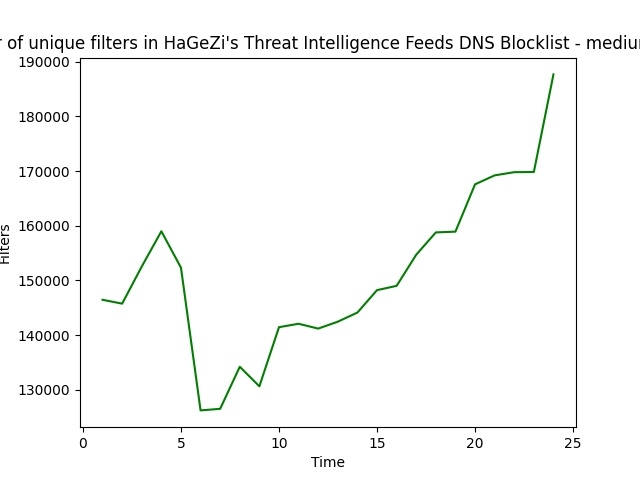 r of unique filters in HaGeZi's Threat Intelligence Feeds DNS Blocklist - mediu
190000
180000
170000
160000
150000
140000
130000
Filters
0 5 10 15 20 25
Time